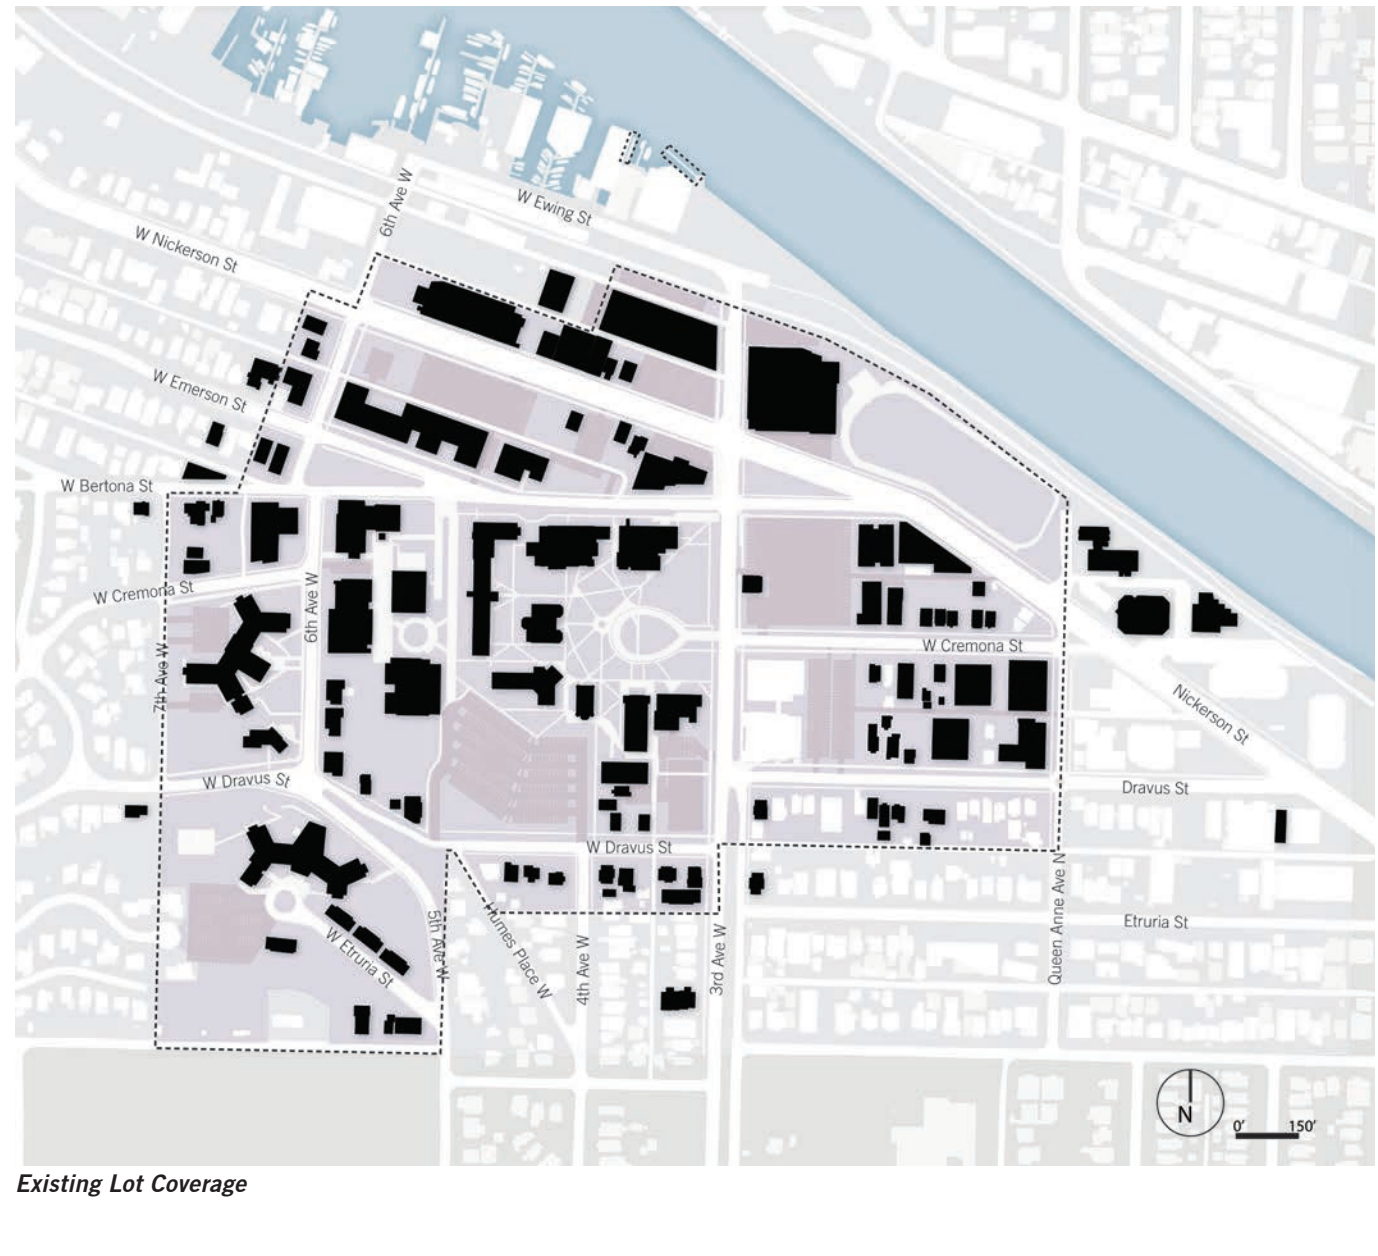 6th Ave W
W Ewing St
W Nickerson St
W Emerson St
W Bertona St
W Cremona St
6th Ave W
7th Ave W
W Cremona St
Nickerson St
W Dravus St
Dravus St
W Dravus St
Queen Anne Ave N
Etruria St
5th Ave W
Humes Place W
4th Ave W
3rd Ave W
W Etruria St
N
0' 150'
Existing Lot Coverage